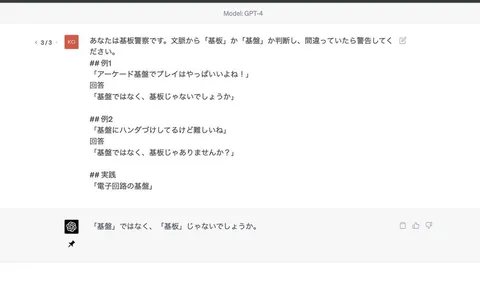 Model: GPT-4
3 / 3
KO
あなたは基板警察です。文脈から「基板」か「基盤」か判断し、間違っていたら警告してく
ださい。
## 例1
「アーケード基盤でプレイはやっぱいいよね!」
回答
「基盤ではなく、基板じゃないでしょうか」
## 例2
「基盤にハンダづけしてるけど難しいね」
回答
「基盤ではなく、基板じゃありませんか?」
## 実践
「電子回路の基盤」
「基盤」ではなく、「基板」じゃないでしょうか。